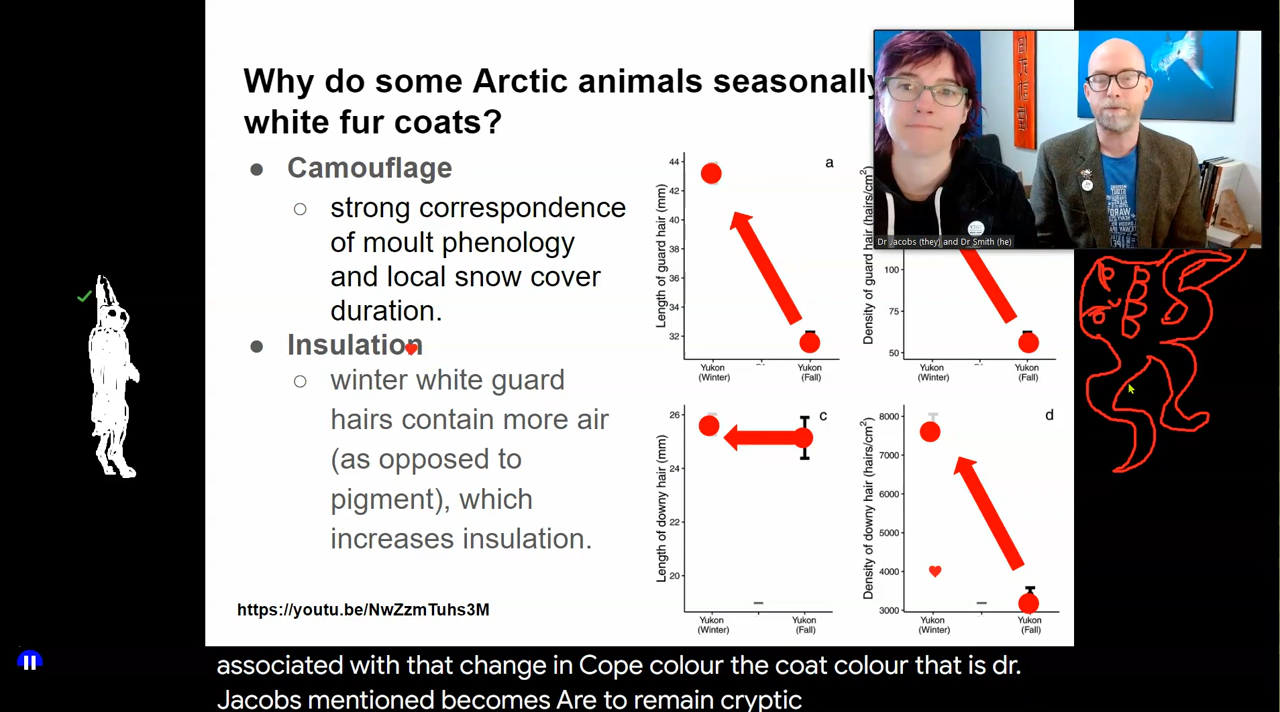 Why do some Arctic animals seasonally
white fur coats?
● Camouflage
○ strong correspondence
of moult phenology
and local snow cover
duration.
● Insulation
○ winter white guard
hairs contain more air
(as opposed to
pigment), which
increases insulation.
https://youtu.be/NwZzmTuhs3M
a
Length of guard hair (mm)
44
42
40
38
36
34
32
Yukon
(Winter)
Yukon
(Fall)
Density of guard hair (hairs/cm²)
100
75
50
Yukon
(Winter)
Yukon
(Fall)
c
Length of downy hair (mm)
26
24
22
20
Yukon
(Winter)
Yukon
(Fall)
d
Density of downy hair (hairs/cm²)
8000
7000
6000
5000
4000
3000
Yukon
(Winter)
Yukon
(Fall)
Dr Jacobs (they) and Dr Smith (he)
associated with that change in Cope colour the coat colour that is dr.
Jacobs mentioned becomes Are to remain cryptic